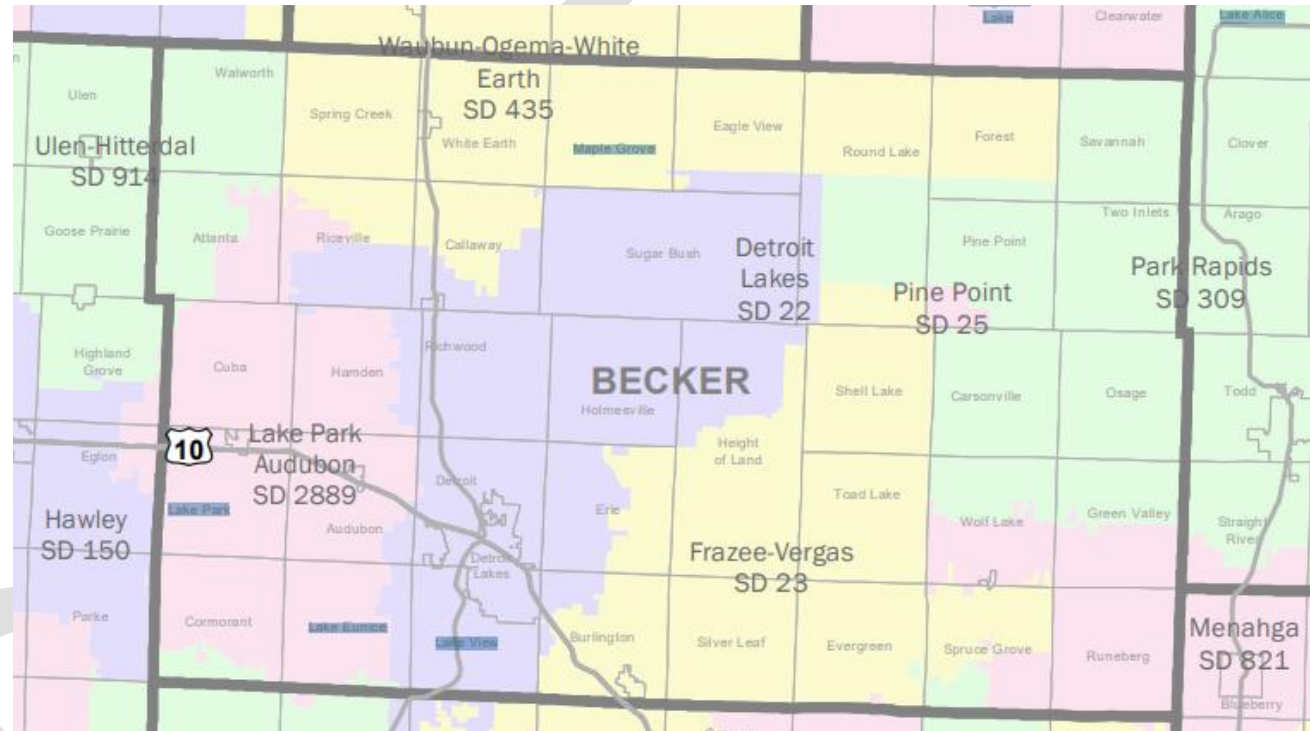 Lake
Clearwater
Lake Alice
Waubun-Ogema-White
Earth
SD 435
Walworth
Ulen
Spring Creek
White Earth
Maple Grove
Eagle View
Round Lake
Forest
Savannah
Clover
Ulen-Hitterdal
SD 914
Goose Prairie
Atlanta
Riceville
Callaway
Sugar Bush
Detroit
Lakes
SD 22
Two Inlets
Arago
Pine Point
Pine Point
SD 25
Park Rapids
SD 309
Highland
Grove
Cuba
Hamden
Richwood
BECKER
Holmesville
Shell Lake
Carsonville
Osage
Todd
10
Lake Park
Audubon
SD 2889
Eglon
Height
of Land
Detroit
Toad Lake
Lake Park
Audubon
Erie
Wolf Lake
Green Valley
Straight
River
Hawley
SD 150
Detroit
Lakes
Frazee-Vergas
SD 23
Parke
Cormorant
Lake Eunice
Lake View
Burlington
Silver Leaf
Evergreen
Spruce Grove
Runeberg
Menahga
SD 821
Blueberry